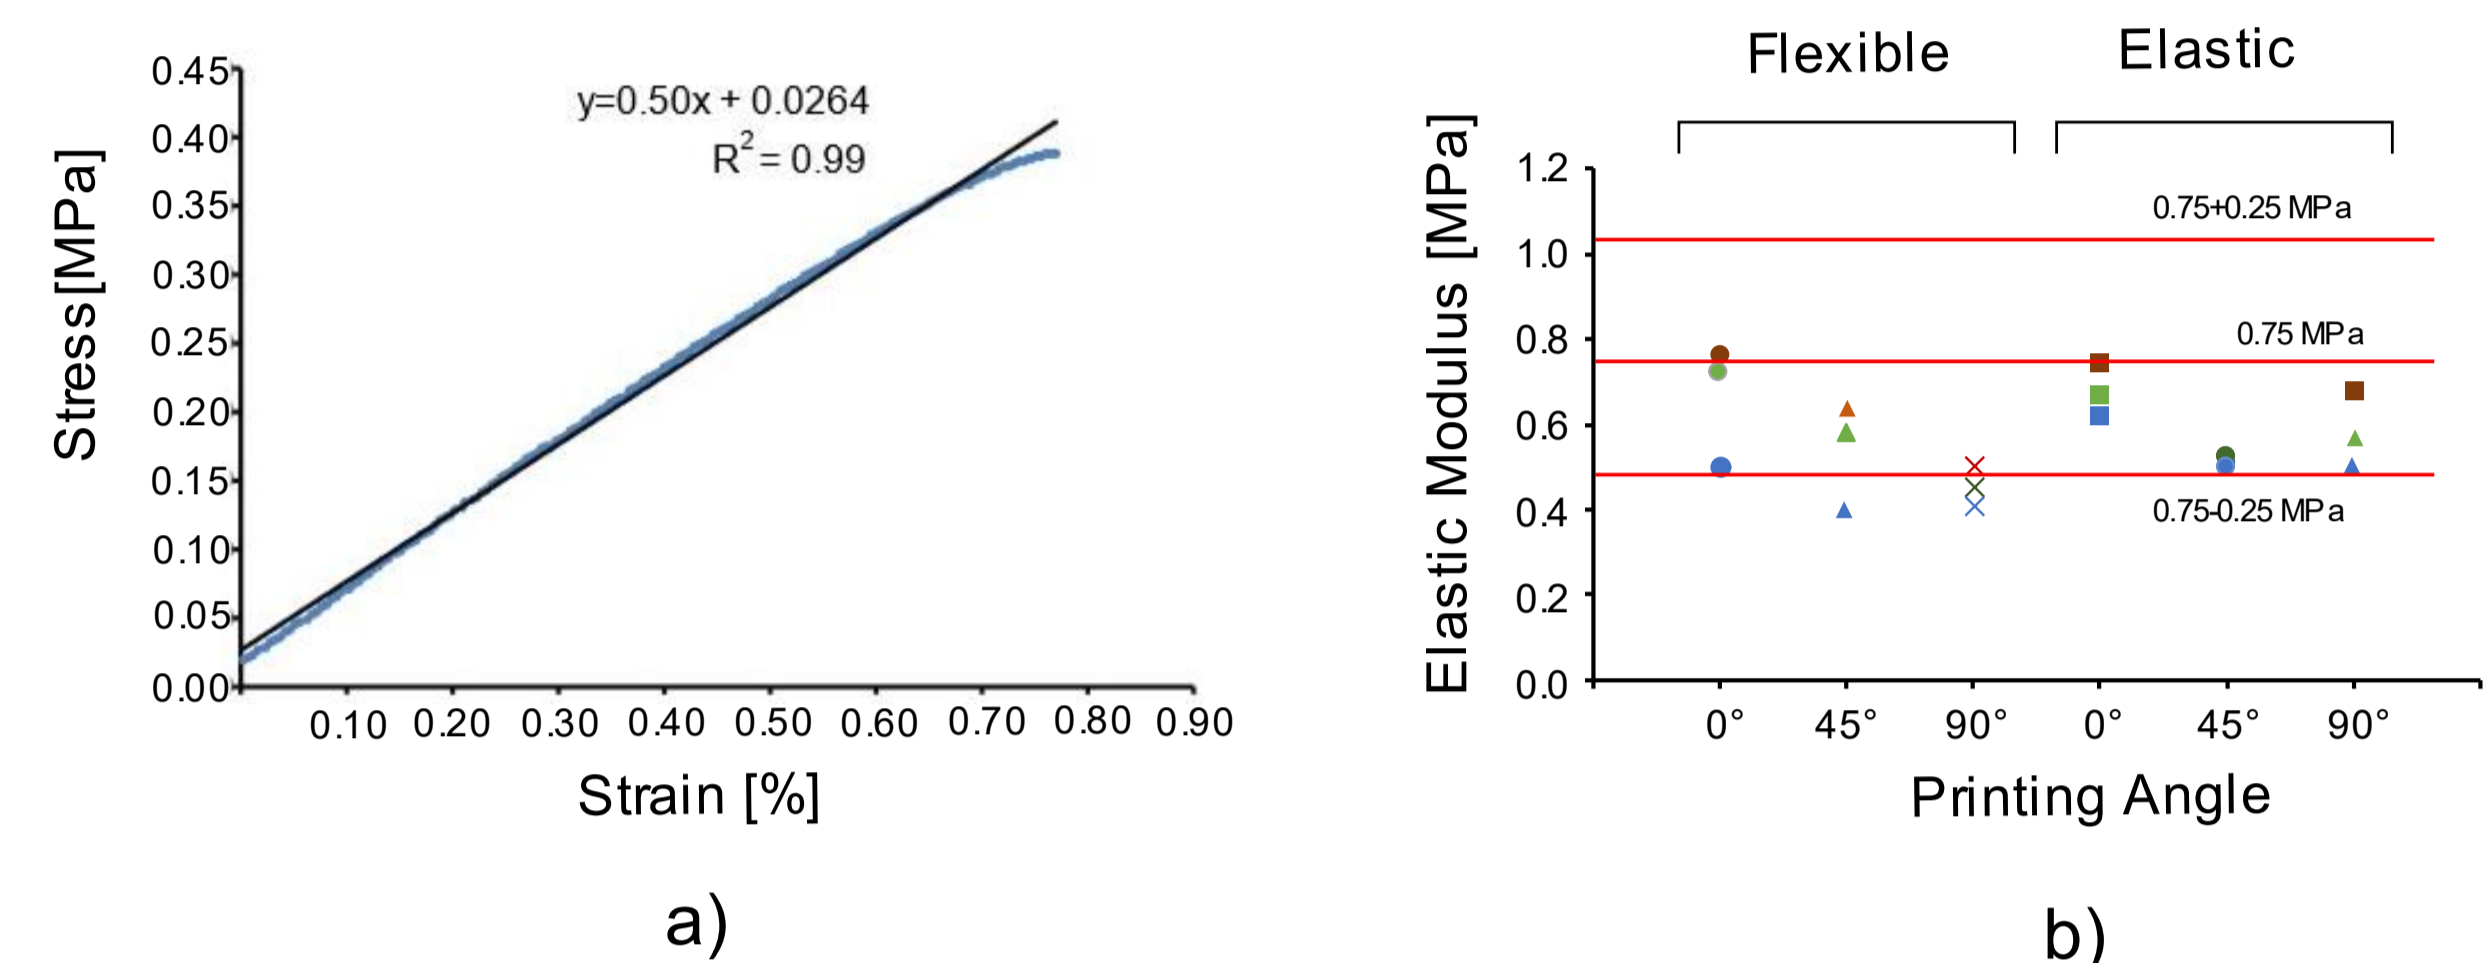 0.45
0.40
0.35
0.30
0.25
0.20
0.15
0.10
0.05
0.00
Stress[MPa]
y=0.50x + 0.0264
R² = 0.99
0.10 0.20 0.30 0.40 0.50 0.60 0.70 0.80 0.90
Strain [%]
a)
Flexible
Elastic
Elastic Modulus [MPa]
1.2
1.0
0.8
0.6
0.4
0.2
0.0
0.75+0.25 MPa
0.75 MPa
0.75-0.25 MPa
0° 45° 90° 0° 45° 90°
Printing Angle
b)